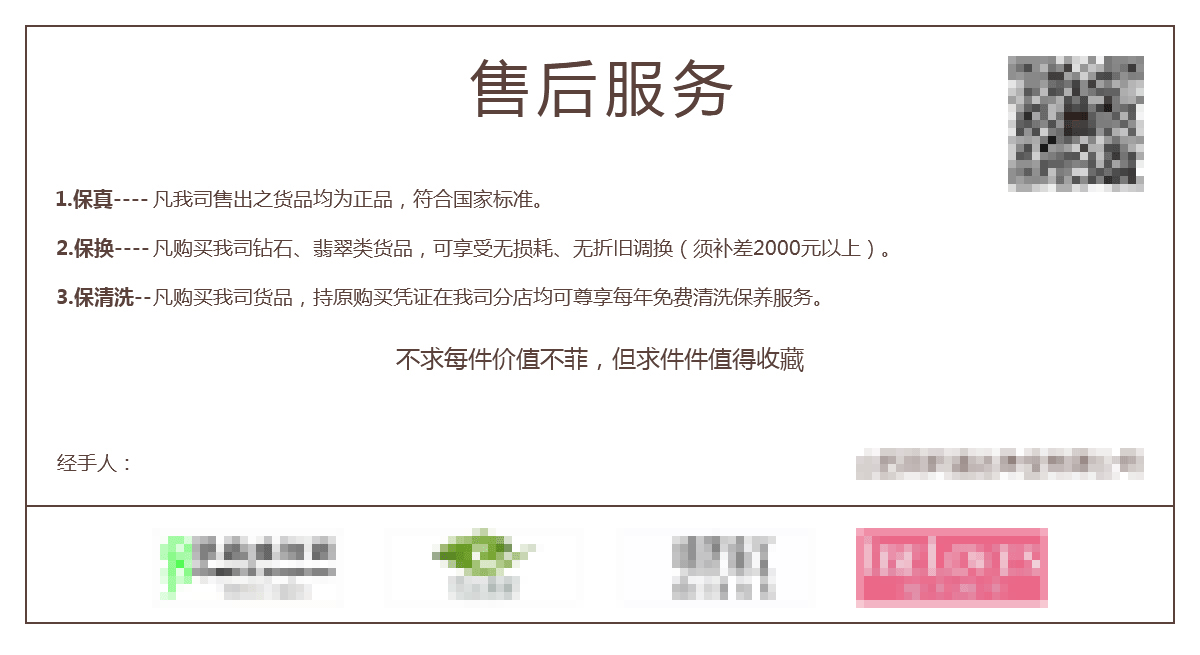 售后服务
1.保真---- 凡我司售出之货品均为正品，符合国家标准。
2.保换---- 凡购买我司钻石、翡翠类货品，可享受无损耗、无折旧调换（须补差2000元以上）。
3.保清洗--凡购买我司货品，持原购买凭证在我司分店均可尊享每年免费清洗保养服务。
不求每件价值不菲，但求件件值得收藏
经手人：